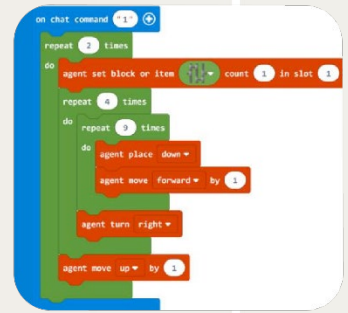 on chat command "1"
repeat 2 times
do agent set block or item count 1 in slot 1
repeat 4 times
do repeat 9 times
do agent place down
agent move forward by 1
agent turn right
agent move up by 1